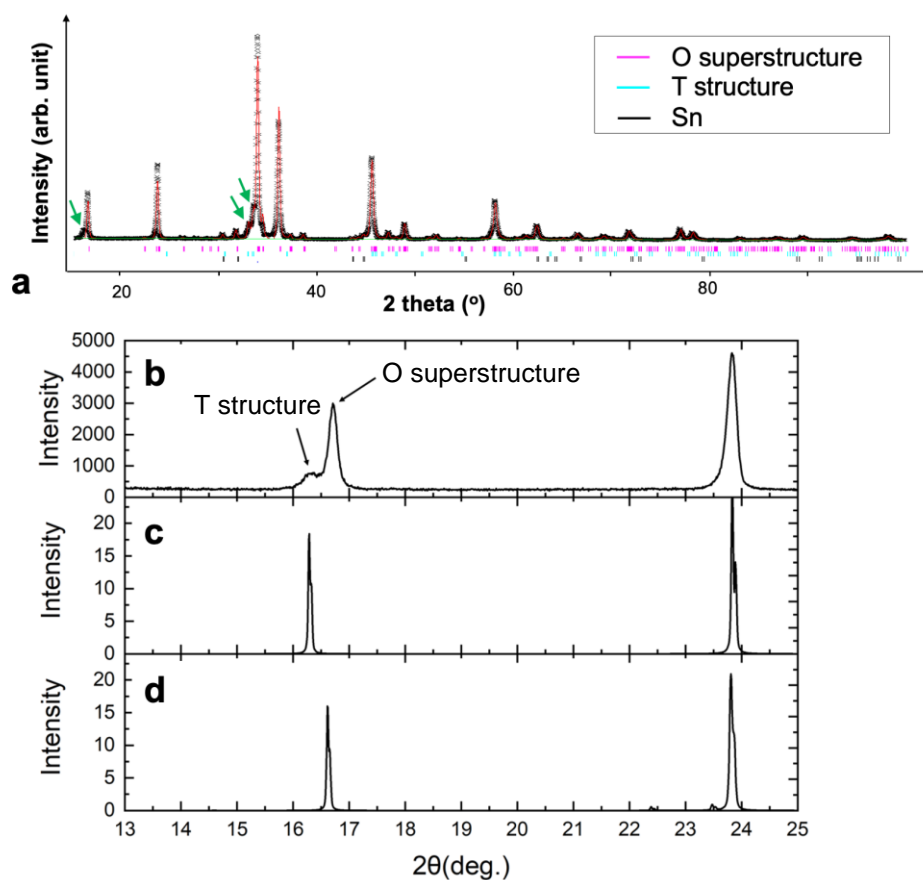 Intensity (arb. unit)
O superstructure
T structure
Sn
20
40
60
80
2 theta (°)
a
b
Intensity
5000
4000
3000
2000
1000
0
T structure
O superstructure
c
Intensity
20
15
10
5
0
d
Intensity
20
15
10
5
0
13 14 15 16 17 18 19 20 21 22 23 24 25
2θ(deg.)